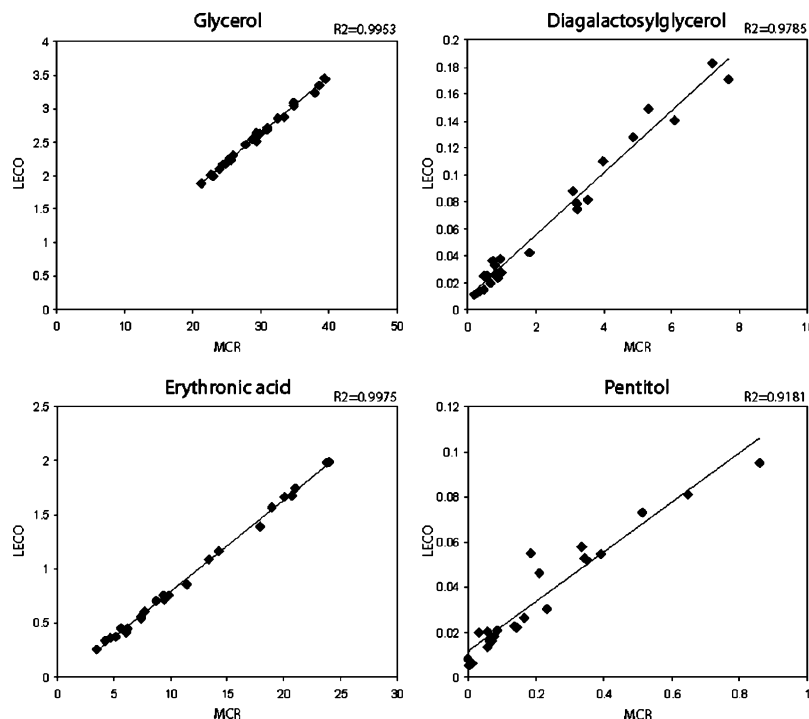 Glycerol
R2=0.9953
4
3.5
3
2.5
2
1.5
1
0.5
0
LECO
0 10 20 30 40 50
MCR
Diagalactosylglycerol
R2=0.9785
0.2
0.18
0.16
0.14
0.12
0.1
0.08
0.06
0.04
0.02
0
LECO
0 2 4 6 8 10
MCR
Erythronic acid
R2=0.9975
2.5
2
1.5
1
0.5
0
LECO
0 5 10 15 20 25 30
MCR
Pentitol
R2=0.9181
0.12
0.1
0.08
0.06
0.04
0.02
0
LECO
0 0.2 0.4 0.6 0.8 1
MCR